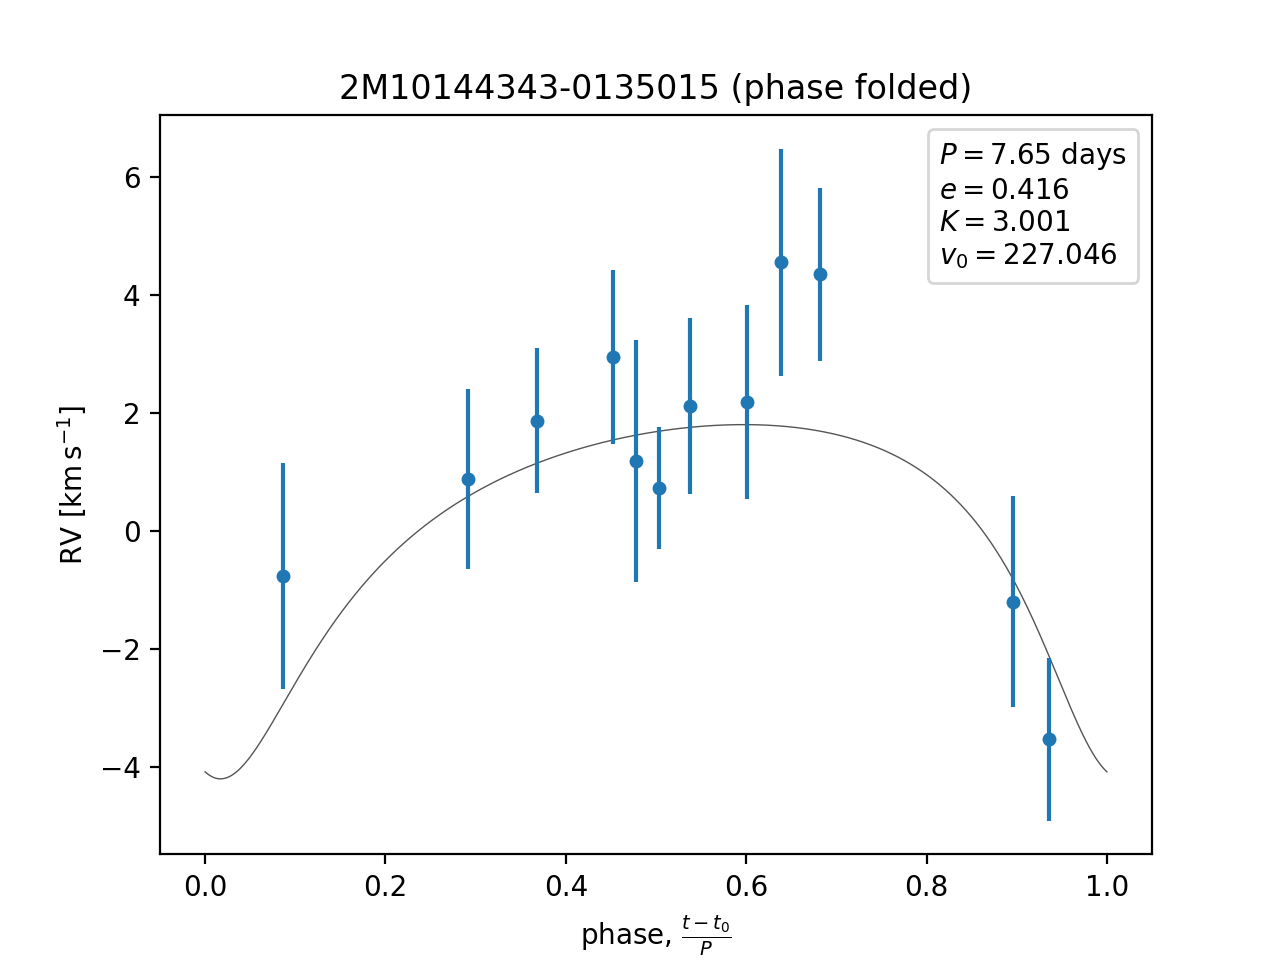 2M10144343-0135015 (phase folded)
P = 7.65 days
e = 0.416
K = 3.001
v₀ = 227.046
RV [km s⁻¹]
6
4
2
0
−2
−4
0.0 0.2 0.4 0.6 0.8 1.0
phase, (t − t₀)/P